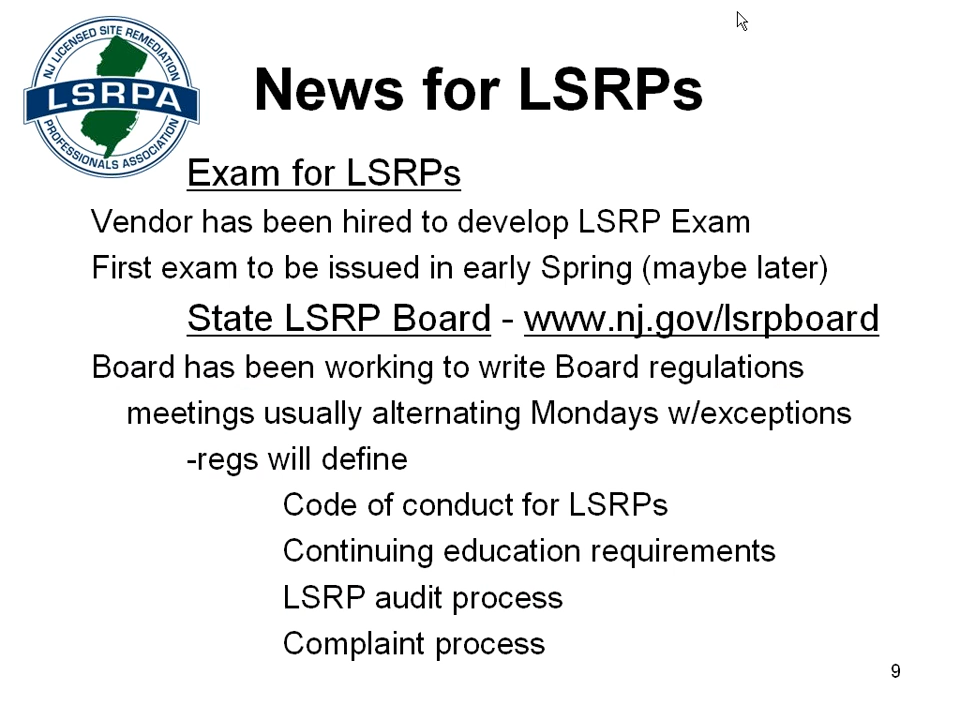 NJ LICENSED SITE REMEDIATION
LSRPA
PROFESSIONALS ASSOCIATION
News for LSRPs
Exam for LSRPs
Vendor has been hired to develop LSRP Exam
First exam to be issued in early Spring (maybe later)
State LSRP Board - www.nj.gov/lsrpboard
Board has been working to write Board regulations
meetings usually alternating Mondays w/exceptions
-regs will define
Code of conduct for LSRPs
Continuing education requirements
LSRP audit process
Complaint process
9